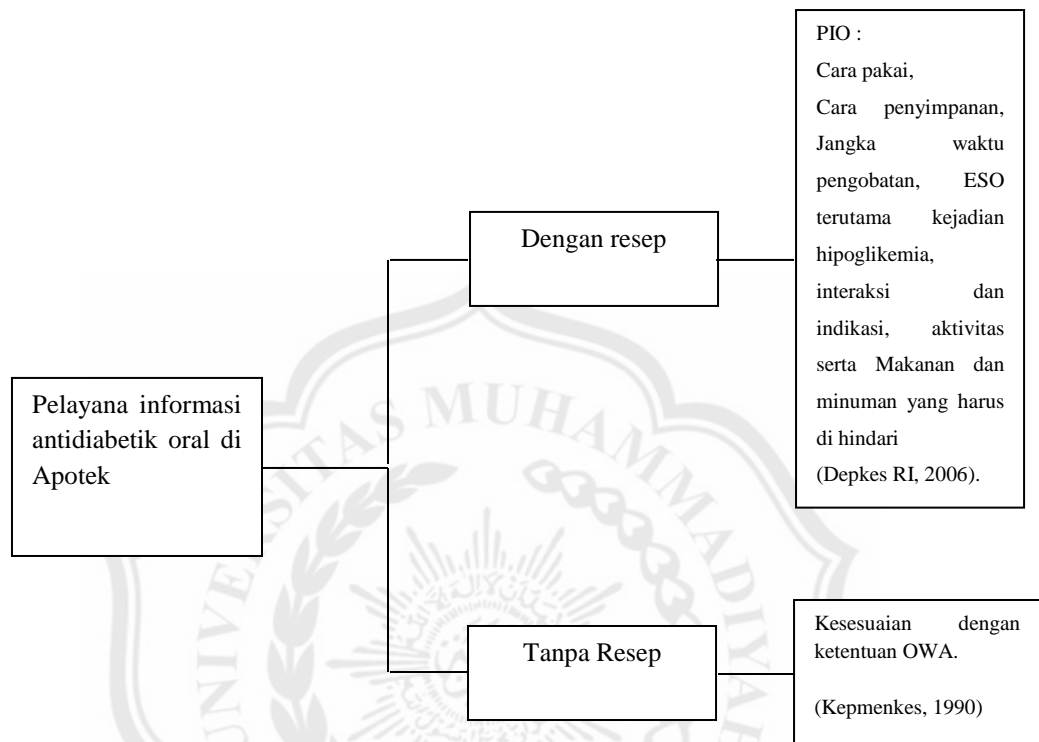 PIO :
Cara pakai,
Cara penyimpanan,
Jangka waktu
pengobatan, ESO
terutama kejadian
hipoglikemia,
interaksi dan
indikasi, aktivitas
serta Makanan dan
minuman yang harus
di hindari
(Depkes RI, 2006).
Dengan resep
Pelayana informasi
antidiabetik oral di
Apotek
Tanpa Resep
Kesesuaian dengan
ketentuan OWA.
(Kepmenkes, 1990)
UNIVERSITAS MUHAMMADIYAH